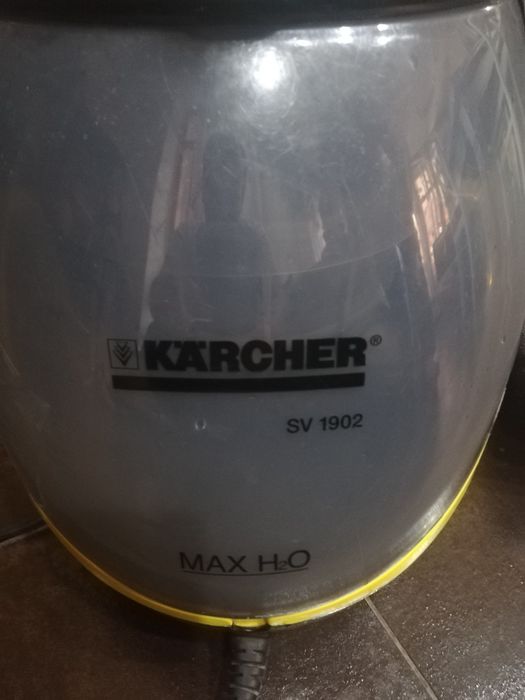 KÄRCHER®
SV 1902
MAX H₂O